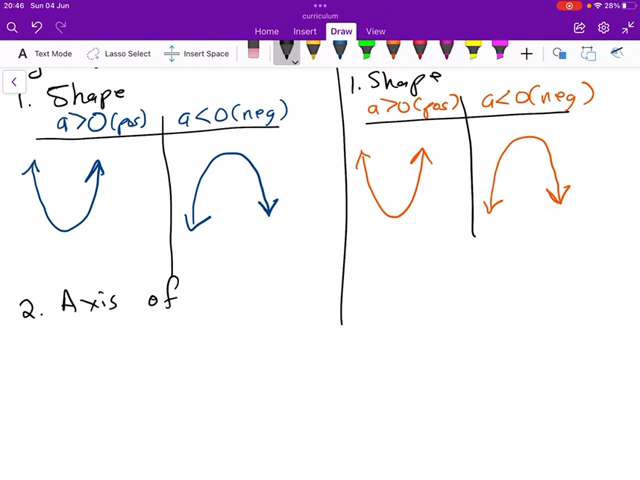 20:46 Sun 04 Jun
28%
curriculum
Home Insert Draw View
Text Mode Lasso Select Insert Space
1. Shape
a>0(pos) a<0(neg)
2. Axis of
1. Shape
a>0(pos) a<0(neg)